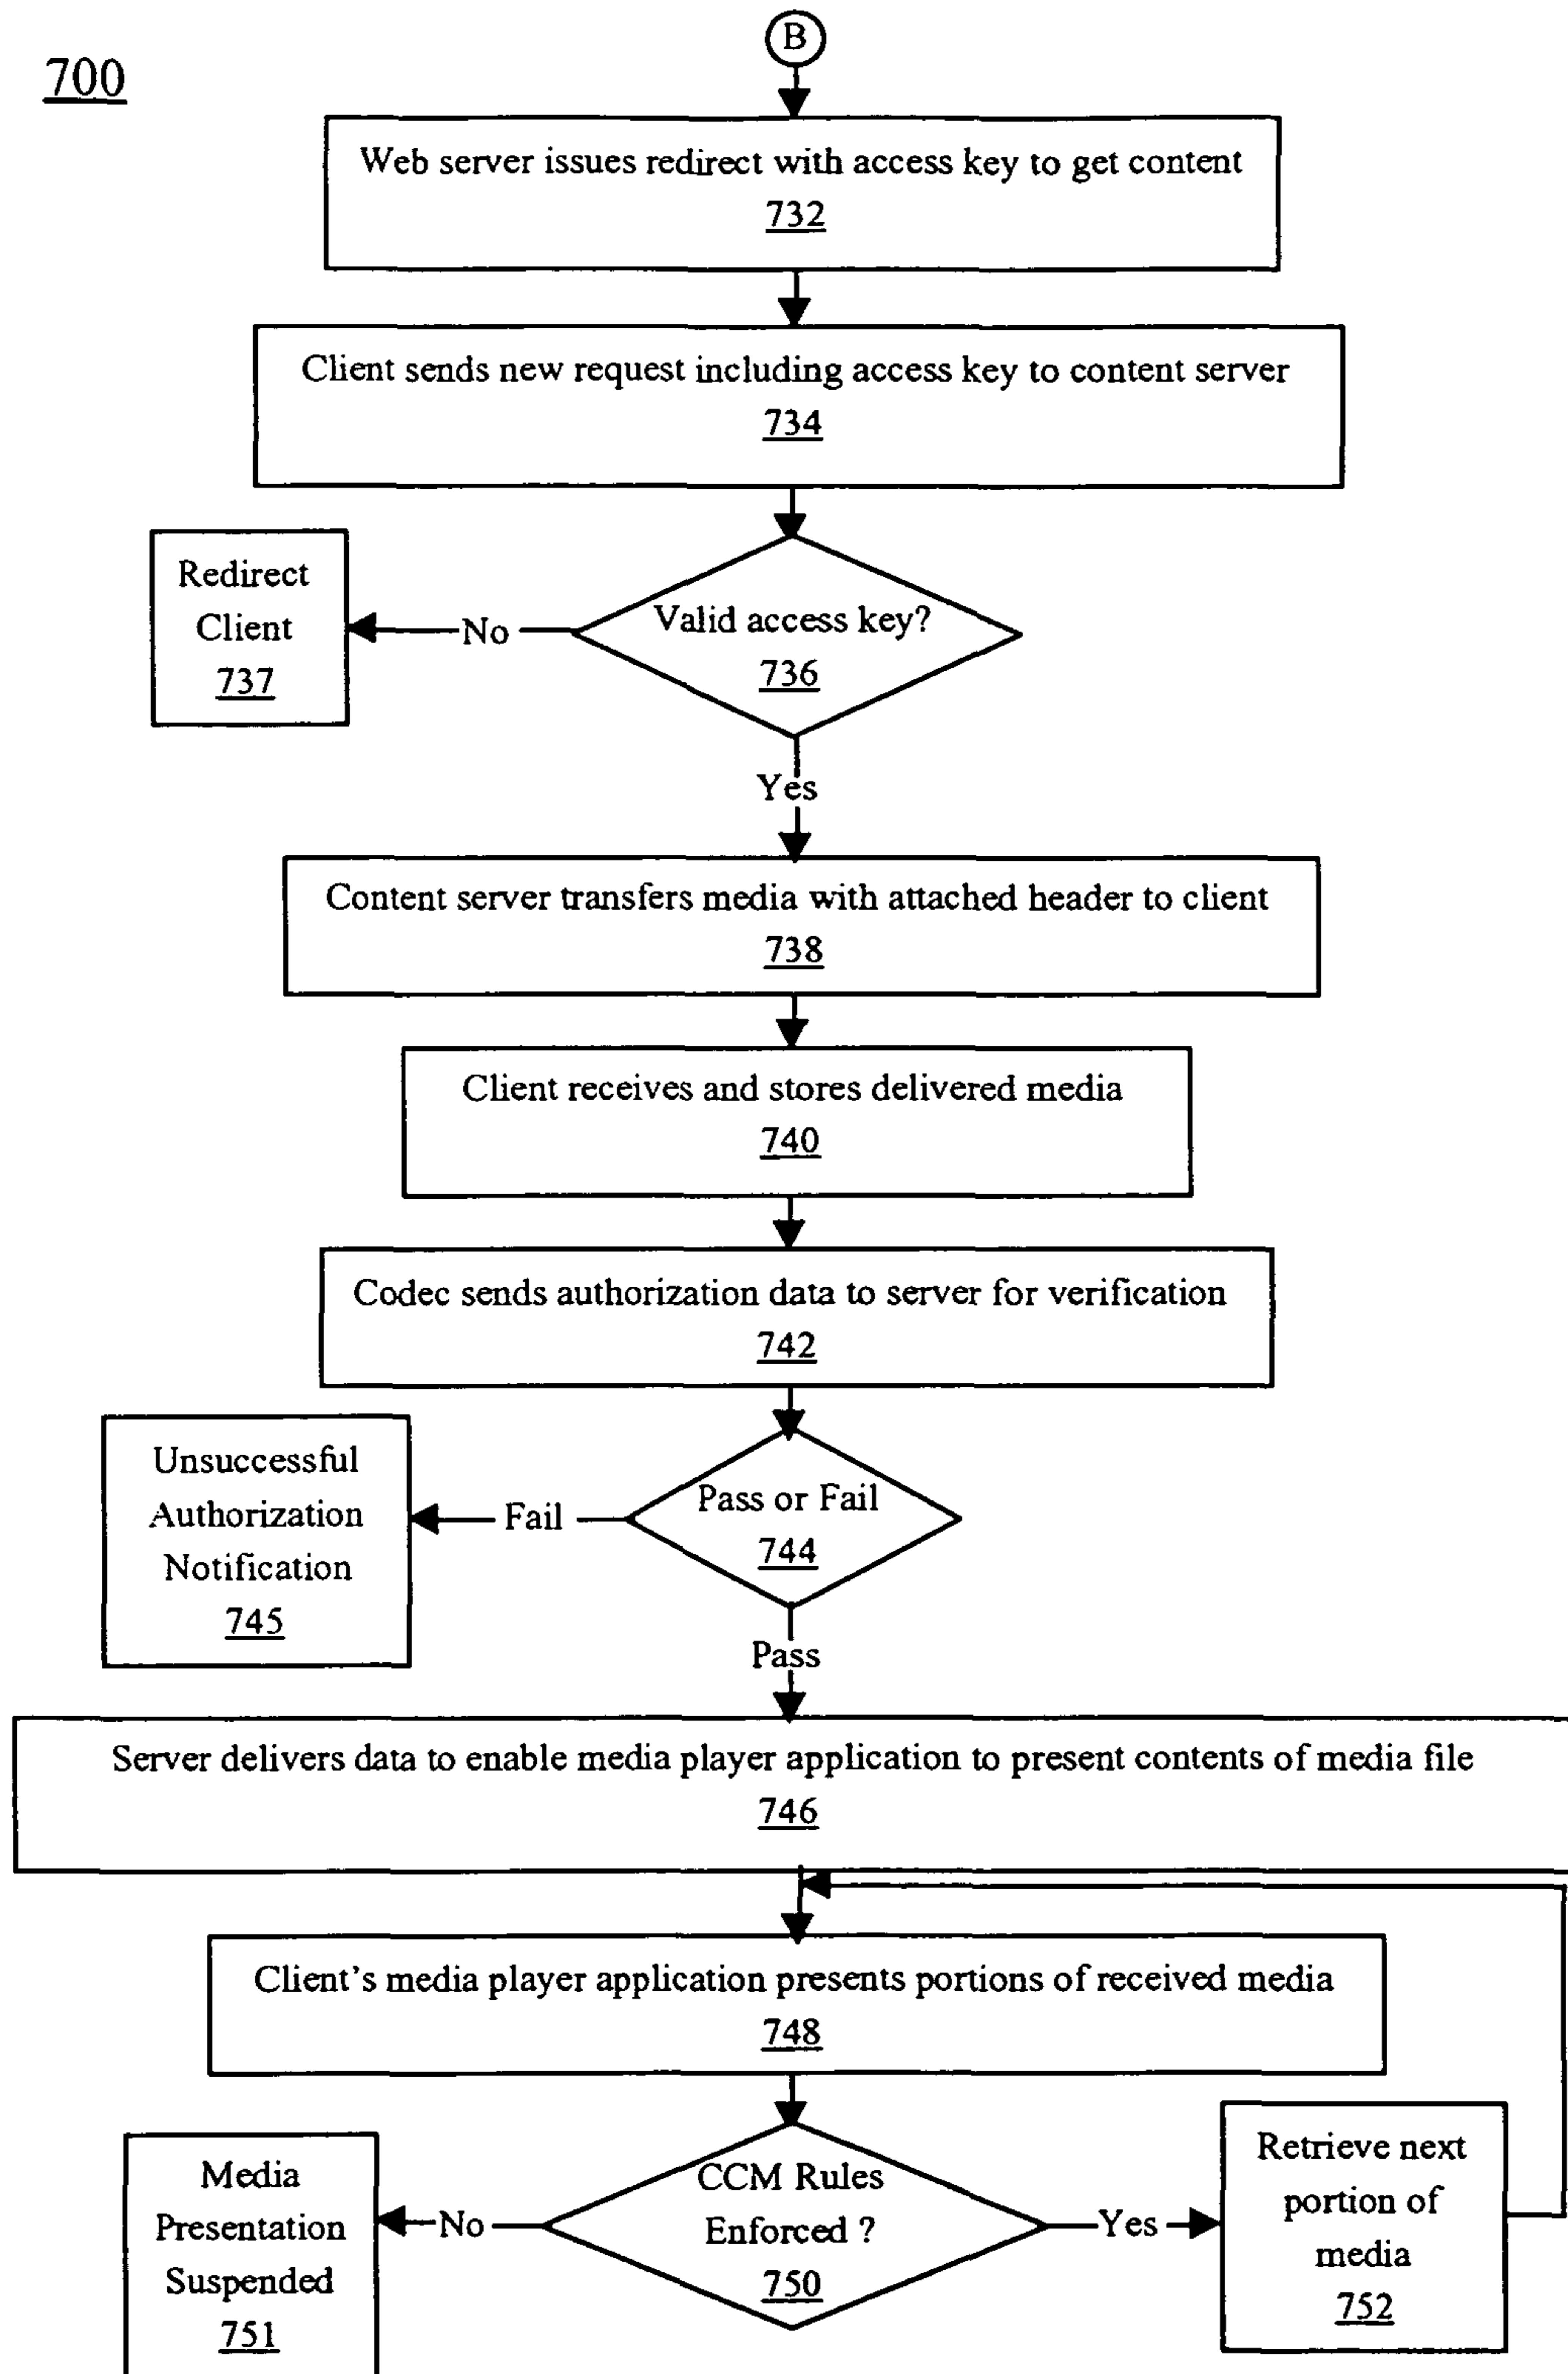 B
700
Web server issues redirect with access key to get content
732
Client sends new request including access key to content server
734
Redirect
Client
737
No
Valid access key?
736
Yes
Content server transfers media with attached header to client
738
Client receives and stores delivered media
740
Codec sends authorization data to server for verification
742
Unsuccessful
Authorization
Notification
745
Fail
Pass or Fail
744
Pass
Server delivers data to enable media player application to present contents of media file
746
Client's media player application presents portions of received media
748
Media
Presentation
Suspended
751
No
CCM Rules
Enforced ?
750
Yes
Retrieve next
portion of
media
752